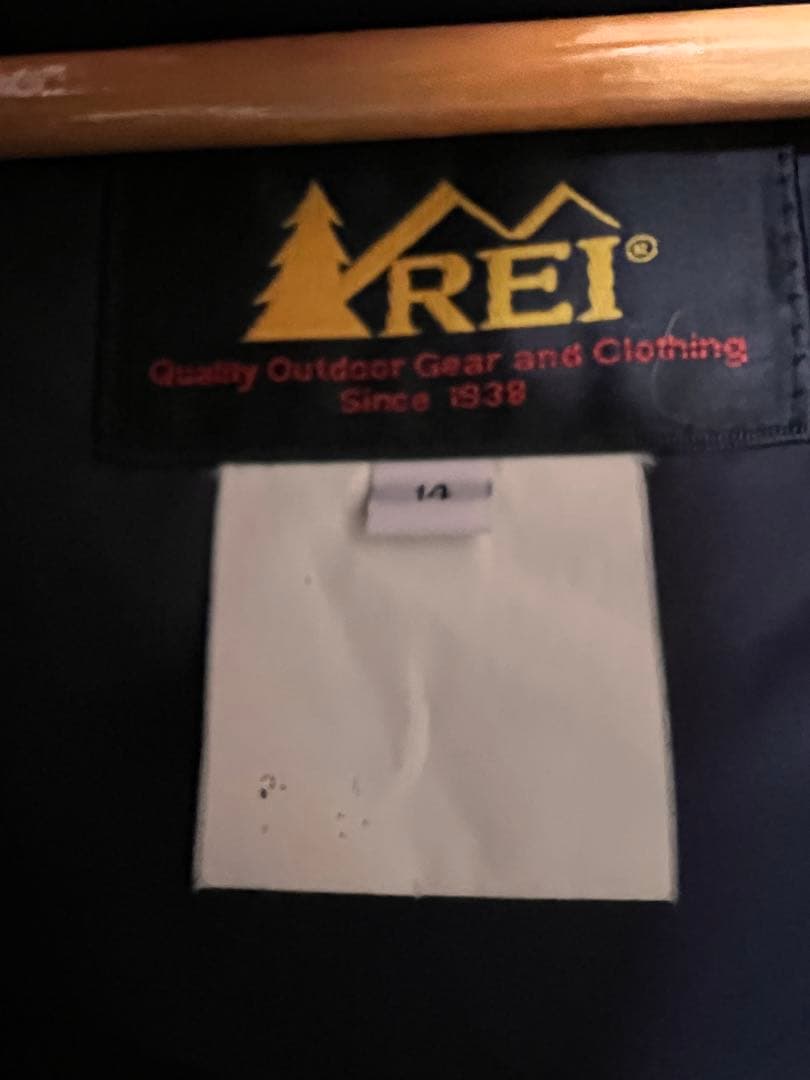 REI®
Quality Outdoor Gear and Clothing
Since 1938
14